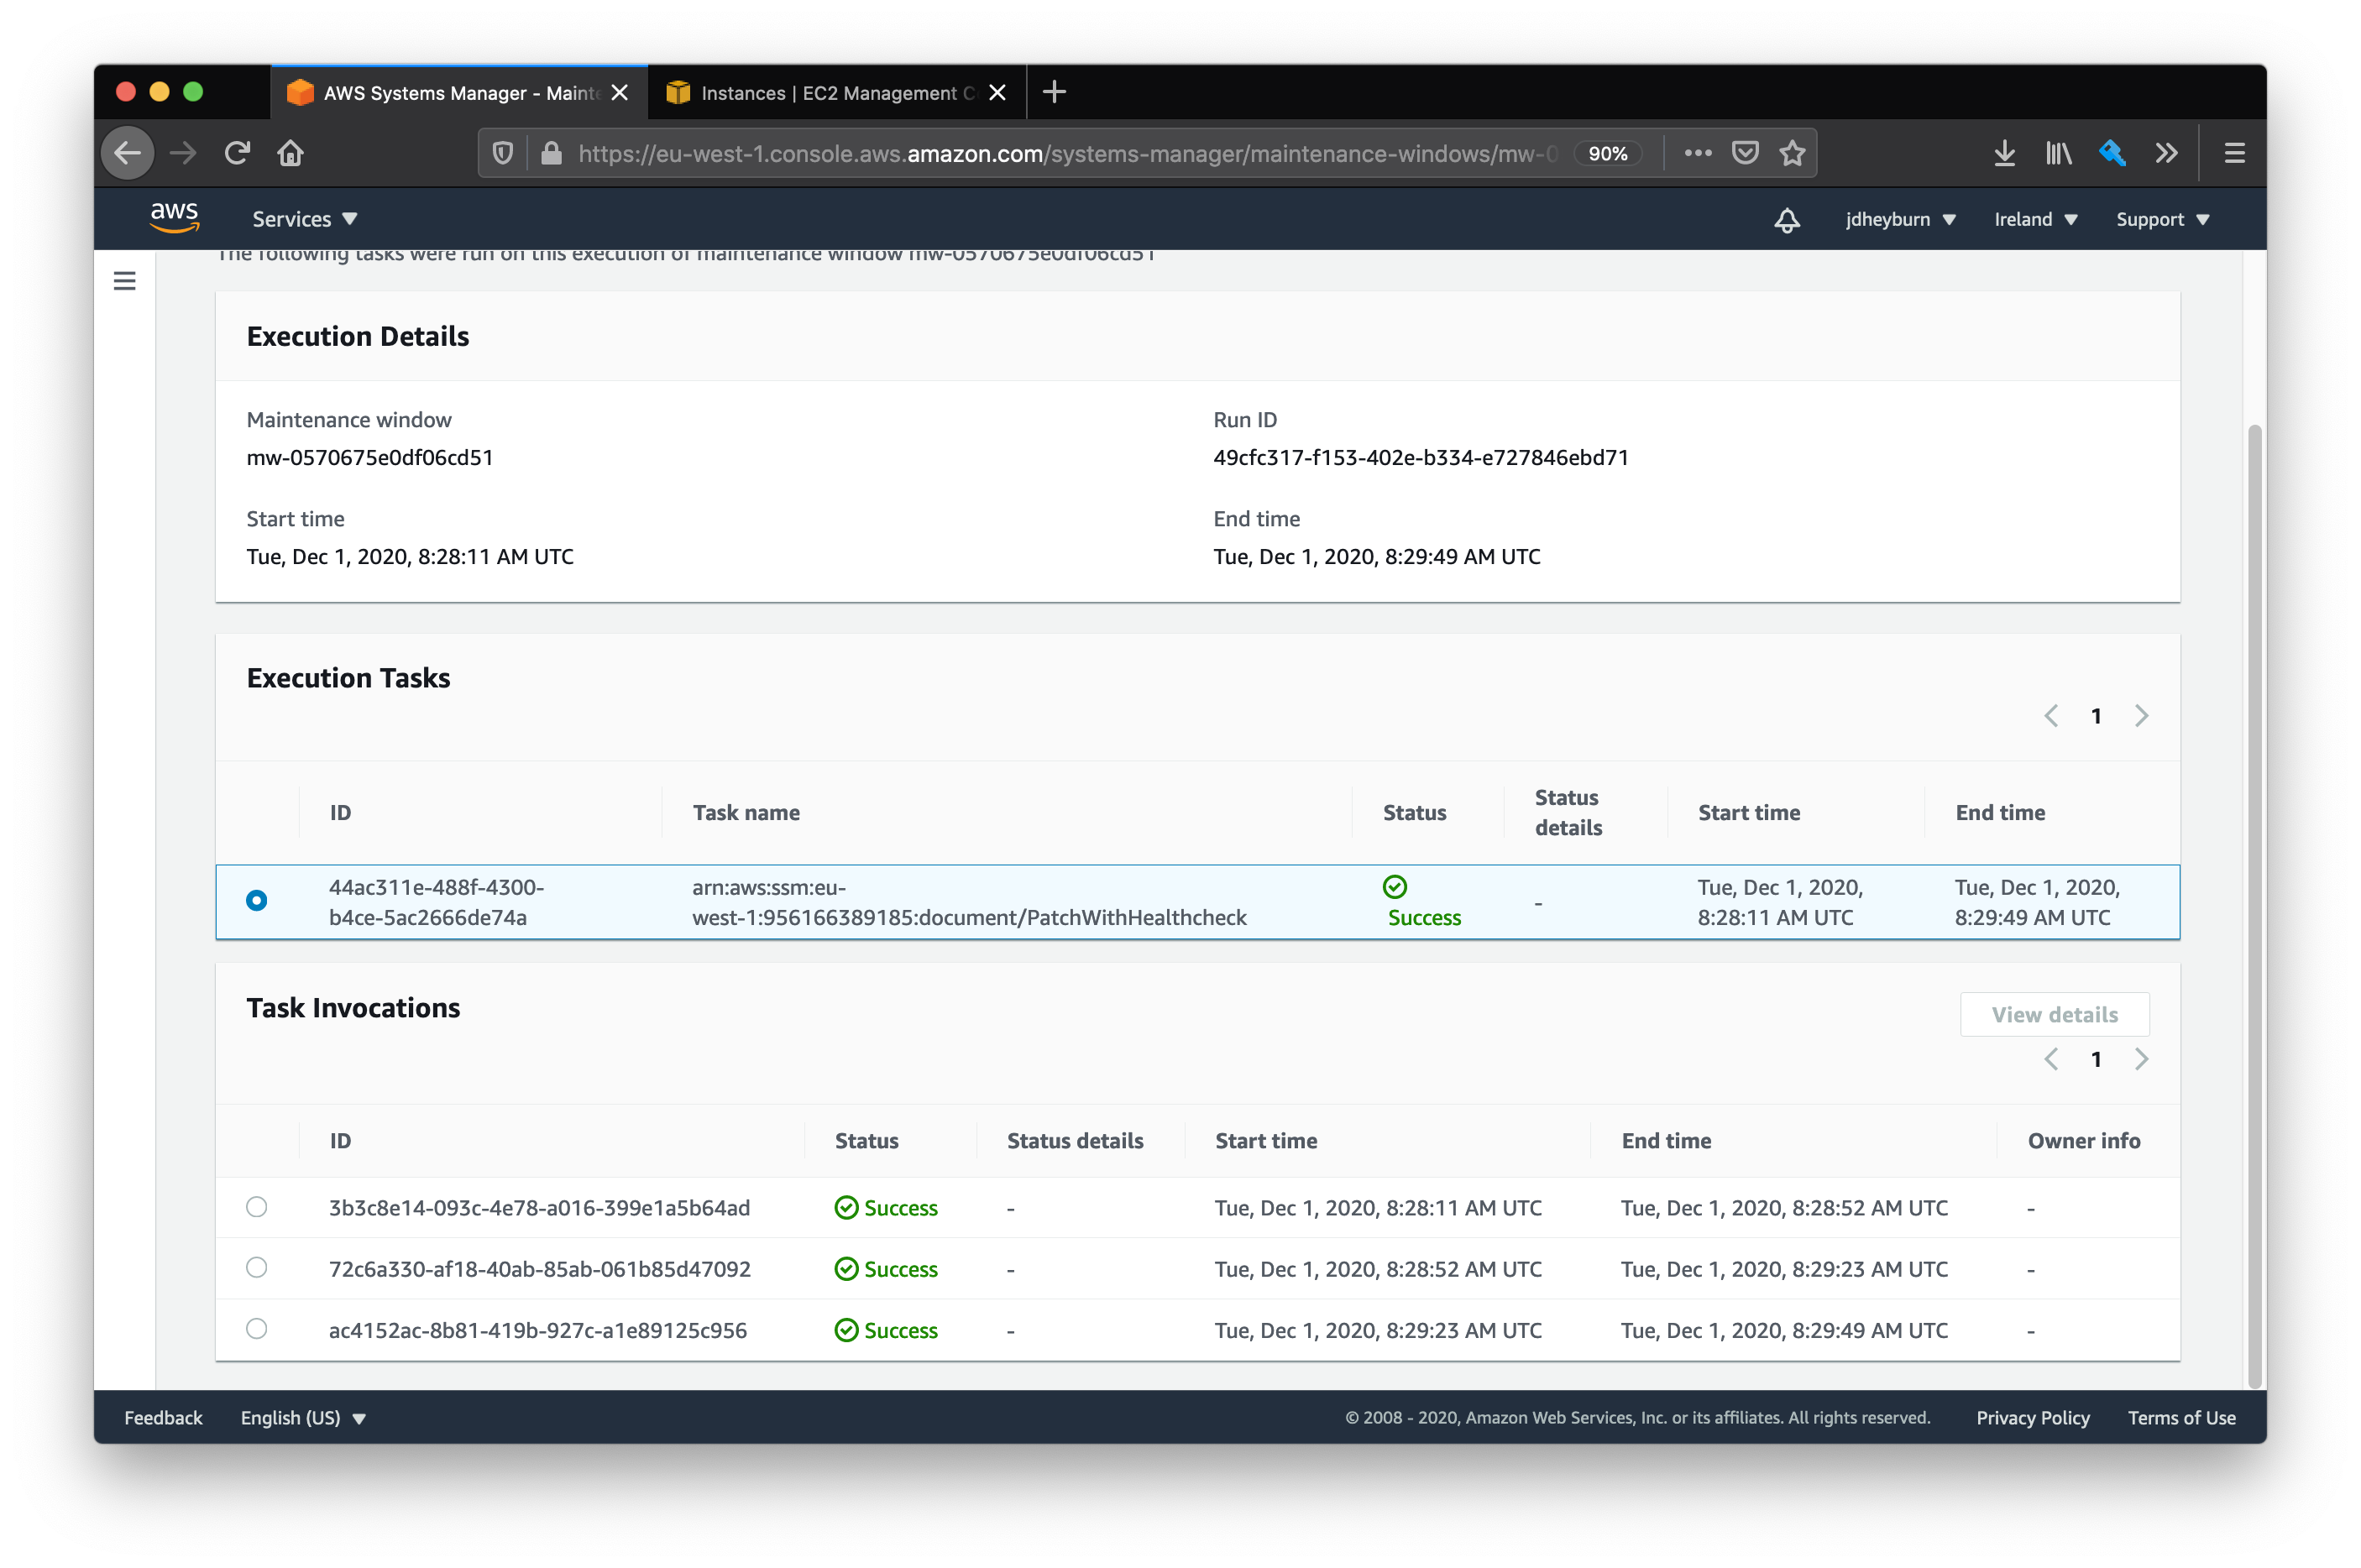 AWS Systems Manager - Mainte
Instances | EC2 Management C
https://eu-west-1.console.aws.amazon.com/systems-manager/maintenance-windows/mw-0
90%
aws
Services
jdheyburn
Ireland
Support
The following tasks were run on this execution of maintenance window mw-0570675e0df06cd51
Execution Details
Maintenance window
Run ID
mw-0570675e0df06cd51
49cfc317-f153-402e-b334-e727846ebd71
Start time
End time
Tue, Dec 1, 2020, 8:28:11 AM UTC
Tue, Dec 1, 2020, 8:29:49 AM UTC
Execution Tasks
1
ID
Task name
Status
Status
details
Start time
End time
44ac311e-488f-4300-
b4ce-5ac2666de74a
arn:aws:ssm:eu-
west-1:956166389185:document/PatchWithHealthcheck
Success
-
Tue, Dec 1, 2020,
8:28:11 AM UTC
Tue, Dec 1, 2020,
8:29:49 AM UTC
Task Invocations
View details
1
ID Status Status details Start time End time Owner info
3b3c8e14-093c-4e78-a016-399e1a5b64ad Success - Tue, Dec 1, 2020, 8:28:11 AM UTC Tue, Dec 1, 2020, 8:28:52 AM UTC -
72c6a330-af18-40ab-85ab-061b85d47092 Success - Tue, Dec 1, 2020, 8:28:52 AM UTC Tue, Dec 1, 2020, 8:29:23 AM UTC -
ac4152ac-8b81-419b-927c-a1e89125c956 Success - Tue, Dec 1, 2020, 8:29:23 AM UTC Tue, Dec 1, 2020, 8:29:49 AM UTC -
Feedback
English (US)
© 2008 - 2020, Amazon Web Services, Inc. or its affiliates. All rights reserved.
Privacy Policy
Terms of Use